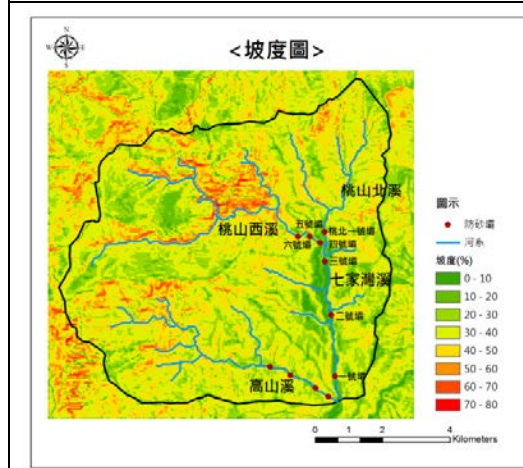 N
W E
S
<坡度圖>
桃山北溪
桃山西溪
五號壩
桃北一號壩
六號壩
四號壩
三號壩
七家灣溪
二號壩
一號壩
高山溪
圖示
防砂壩
河系
坡度(%)
0 - 10
10 - 20
20 - 30
30 - 40
40 - 50
50 - 60
60 - 70
70 - 80
0 1 2 4
Kilometers